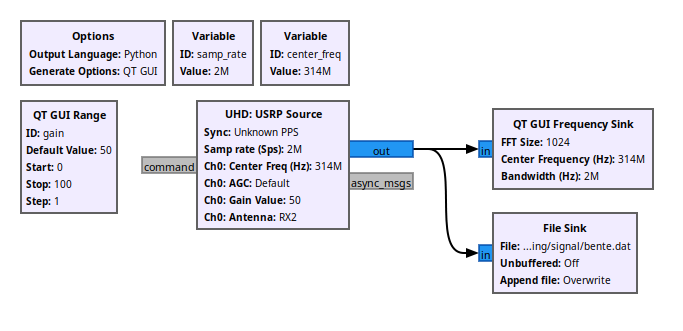 Options
Output Language: Python
Generate Options: QT GUI
Variable
ID: samp_rate
Value: 2M
Variable
ID: center_freq
Value: 314M
QT GUI Range
ID: gain
Default Value: 50
Start: 0
Stop: 100
Step: 1
command
UHD: USRP Source
Sync: Unknown PPS
Samp rate (Sps): 2M
Ch0: Center Freq (Hz): 314M
Ch0: AGC: Default
Ch0: Gain Value: 50
Ch0: Antenna: RX2
out
async_msgs
in
QT GUI Frequency Sink
FFT Size: 1024
Center Frequency (Hz): 314M
Bandwidth (Hz): 2M
in
File Sink
File: ...ing/signal/bente.dat
Unbuffered: Off
Append file: Overwrite